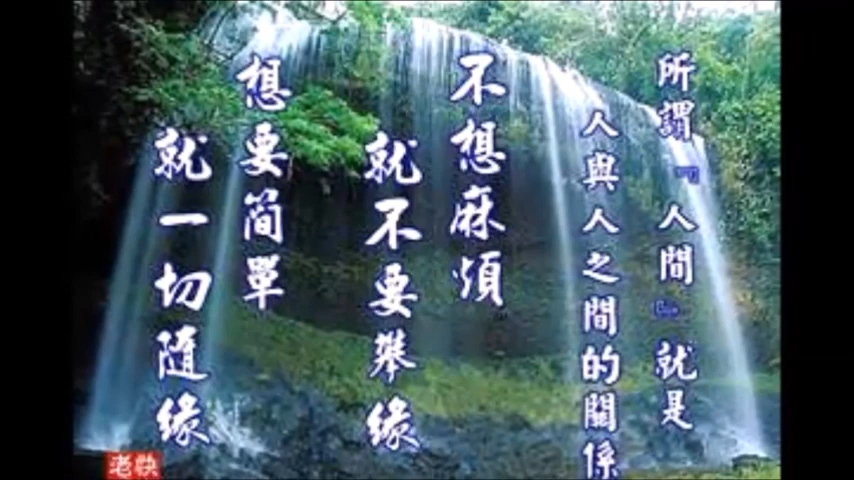 所謂『人間』就是
人與人之間的關係
不想麻煩
就不要攀緣
想要簡單
就一切隨緣
老快